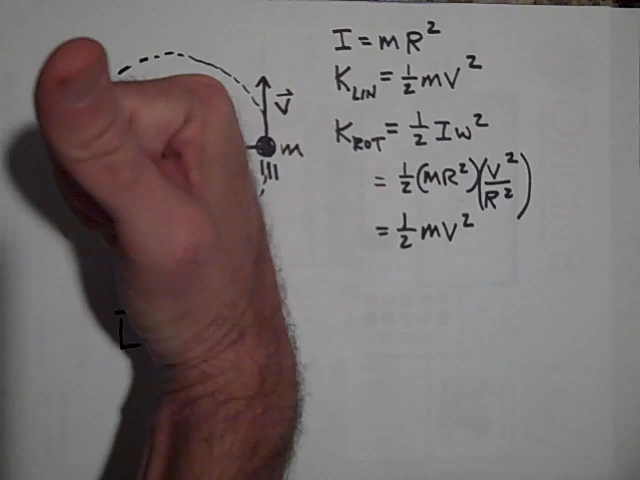 I = mR²
K_LIN = ½mV²
K_ROT = ½Iω²
= ½(mR²)(V²/R²)
= ½mV²
V⃗
m
L